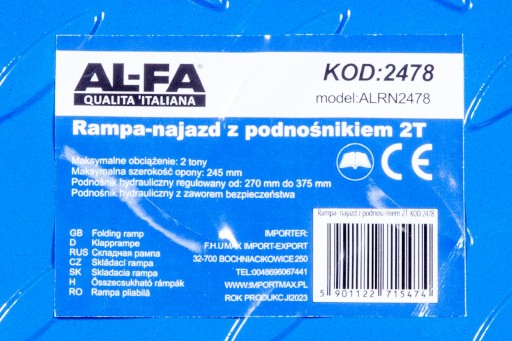 AL-FA
QUALITA 'ITALIANA
KOD:2478
model:ALRN2478
Rampa-najazd z podnośnikiem 2T
Maksymalne obciążenie: 2 tony
Maksymalna szerokość opony: 245 mm
Podnośnik hydrauliczny regulowany od: 270 mm do 375 mm
Podnośnik hydrauliczny z zaworem bezpieczeństwa
CE
GB Folding ramp
D Klapprampe
RUS Складная рампа
CZ Skládací rampa
SK Skladacia rampa
H Összecsukható rámpák
RO Rampa pliabilă
IMPORTER:
F.H.U.MAK IMPORT-EXPORT
32-700 BOCHNIA CIKOWICE 250
TEL:0048696067441
WWW.IMPORTMAX.PL
ROK PRODUKCJI2023
Rampa- najazd z podnośnikiem 2T KOD:2478
5 901122 715474 >